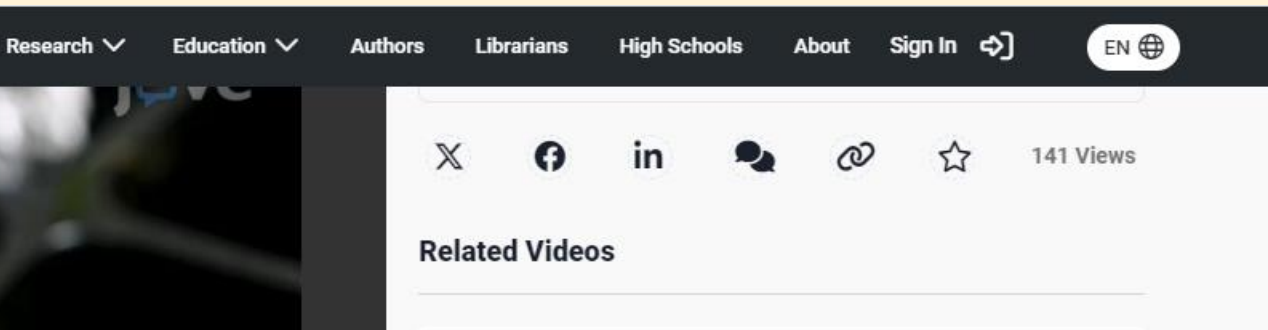 Research Education Authors Librarians High Schools About Sign In EN
141 Views
Related Videos